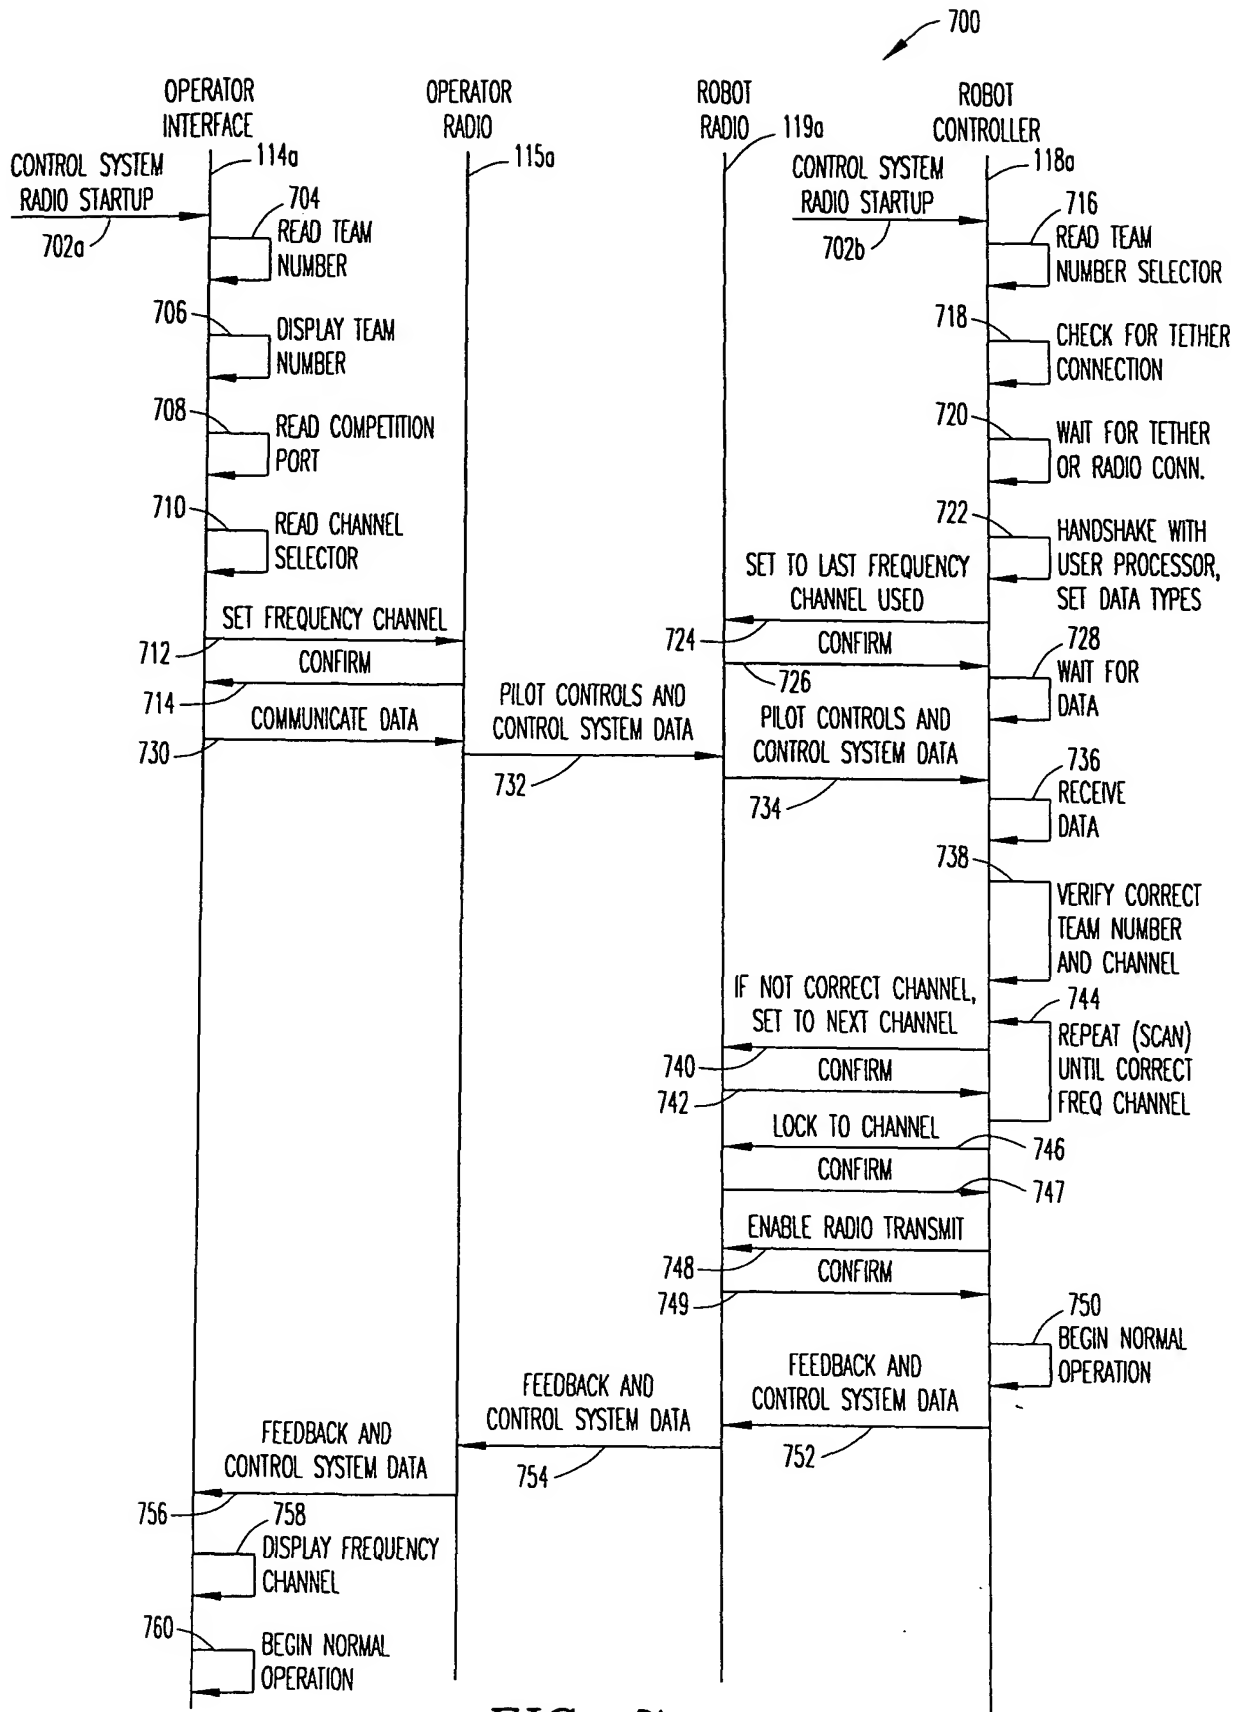 700
OPERATOR
INTERFACE
OPERATOR
RADIO
ROBOT
RADIO
ROBOT
CONTROLLER
114a
115a
119a
118a
CONTROL SYSTEM
RADIO STARTUP
702a
704
READ TEAM
NUMBER
CONTROL SYSTEM
RADIO STARTUP
702b
716
READ TEAM
NUMBER SELECTOR
706
DISPLAY TEAM
NUMBER
718
CHECK FOR TETHER
CONNECTION
708
READ COMPETITION
PORT
720
WAIT FOR TETHER
OR RADIO CONN.
710
READ CHANNEL
SELECTOR
722
HANDSHAKE WITH
USER PROCESSOR,
SET DATA TYPES
SET TO LAST FREQUENCY
CHANNEL USED
724
SET FREQUENCY CHANNEL
712
CONFIRM
714
CONFIRM
726
728
WAIT FOR
DATA
COMMUNICATE DATA
730
PILOT CONTROLS AND
CONTROL SYSTEM DATA
732
PILOT CONTROLS AND
CONTROL SYSTEM DATA
734
736
RECEIVE
DATA
738
VERIFY CORRECT
TEAM NUMBER
AND CHANNEL
IF NOT CORRECT CHANNEL,
SET TO NEXT CHANNEL
740
CONFIRM
742
744
REPEAT (SCAN)
UNTIL CORRECT
FREQ CHANNEL
LOCK TO CHANNEL
746
CONFIRM
747
ENABLE RADIO TRANSMIT
748
CONFIRM
749
750
BEGIN NORMAL
OPERATION
FEEDBACK AND
CONTROL SYSTEM DATA
752
FEEDBACK AND
CONTROL SYSTEM DATA
754
FEEDBACK AND
CONTROL SYSTEM DATA
756
758
DISPLAY FREQUENCY
CHANNEL
760
BEGIN NORMAL
OPERATION